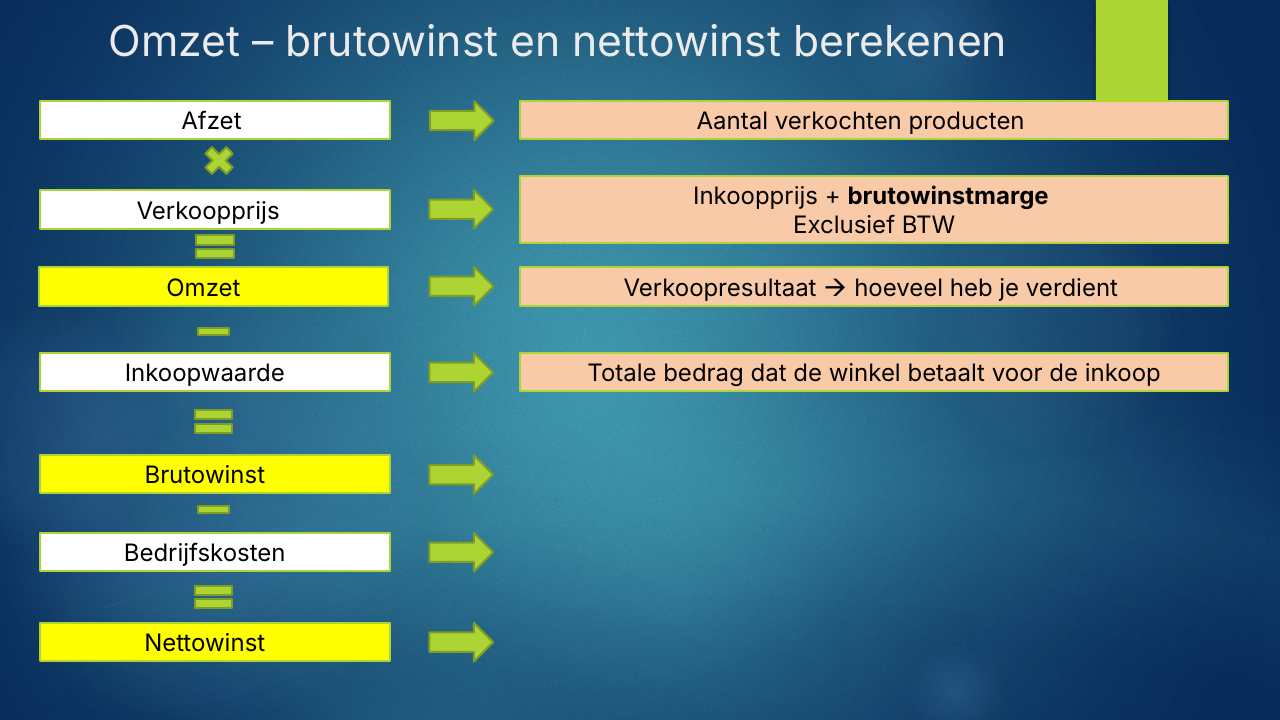 Omzet – brutowinst en nettowinst berekenen
Afzet
Aantal verkochten producten
Verkoopprijs
Inkoopprijs + brutowinstmarge
Exclusief BTW
Omzet
Verkoopresultaat → hoeveel heb je verdient
Inkoopwaarde
Totale bedrag dat de winkel betaalt voor de inkoop
Brutowinst
Bedrijfskosten
Nettowinst